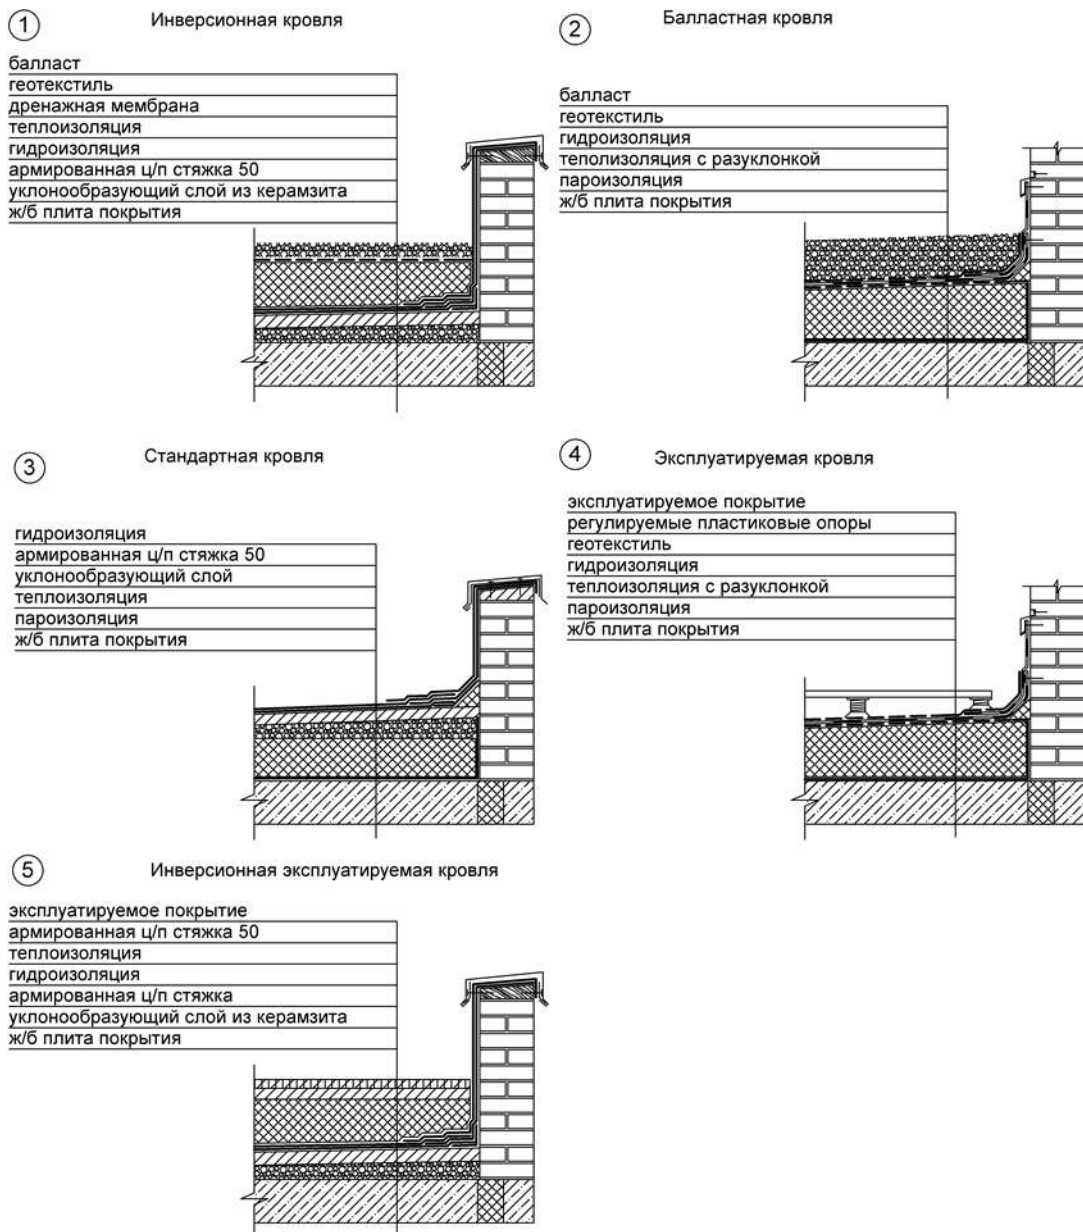 1
Инверсионная кровля
балласт
геотекстиль
дренажная мембрана
теплоизоляция
гидроизоляция
армированная ц/п стяжка 50
уклонообразующий слой из керамзита
ж/б плита покрытия
2
Балластная кровля
балласт
геотекстиль
гидроизоляция
теполизоляция с разуклонкой
пароизоляция
ж/б плита покрытия
3
Стандартная кровля
гидроизоляция
армированная ц/п стяжка 50
уклонообразующий слой
теплоизоляция
пароизоляция
ж/б плита покрытия
4
Эксплуатируемая кровля
эксплуатируемое покрытие
регулируемые пластиковые опоры
геотекстиль
гидроизоляция
теплоизоляция с разуклонкой
пароизоляция
ж/б плита покрытия
5
Инверсионная эксплуатируемая кровля
эксплуатируемое покрытие
армированная ц/п стяжка 50
теплоизоляция
гидроизоляция
армированная ц/п стяжка
уклонообразующий слой из керамзита
ж/б плита покрытия